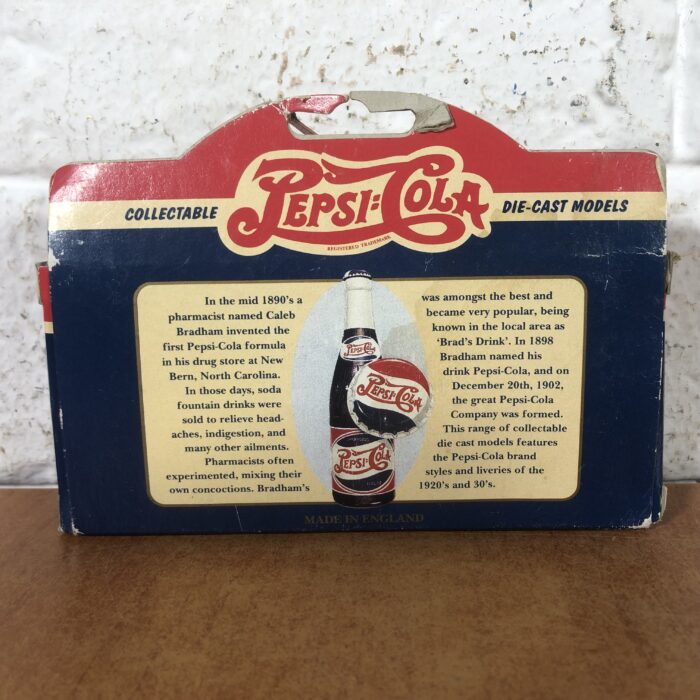 PEPSI:COLA
COLLECTABLE
DIE-CAST MODELS
REGISTERED TRADEMARK
In the mid 1890's a
pharmacist named Caleb
Bradham invented the
first Pepsi-Cola formula
in his drug store at New
Bern, North Carolina.
In those days, soda
fountain drinks were
sold to relieve head-
aches, indigestion, and
many other ailments.
Pharmacists often
experimented, mixing their
own concoctions. Bradham's
was amongst the best and
became very popular, being
known in the local area as
'Brad's Drink'. In 1898
Bradham named his
drink Pepsi-Cola, and on
December 20th, 1902,
the great Pepsi-Cola
Company was formed.
This range of collectable
die cast models features
the Pepsi-Cola brand
styles and liveries of the
1920's and 30's.
PEPSI:COLA
PEPSI:COLA
PEPSI:COLA
MADE IN ENGLAND